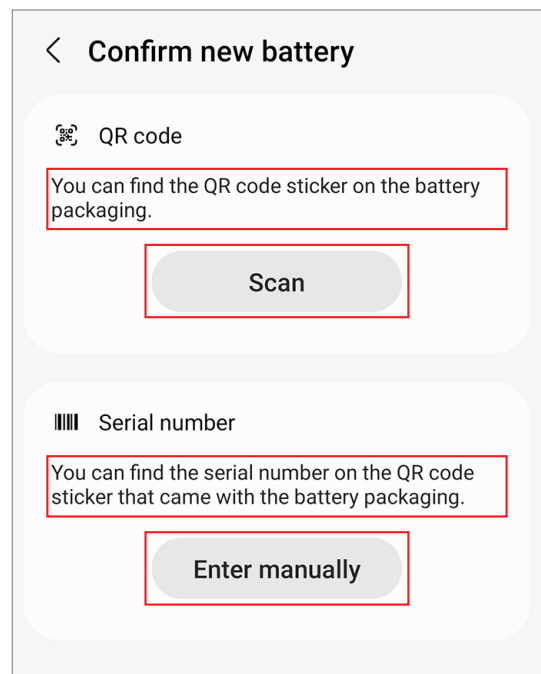 Confirm new battery
QR code
You can find the QR code sticker on the battery
packaging.
Scan
Serial number
You can find the serial number on the QR code
sticker that came with the battery packaging.
Enter manually